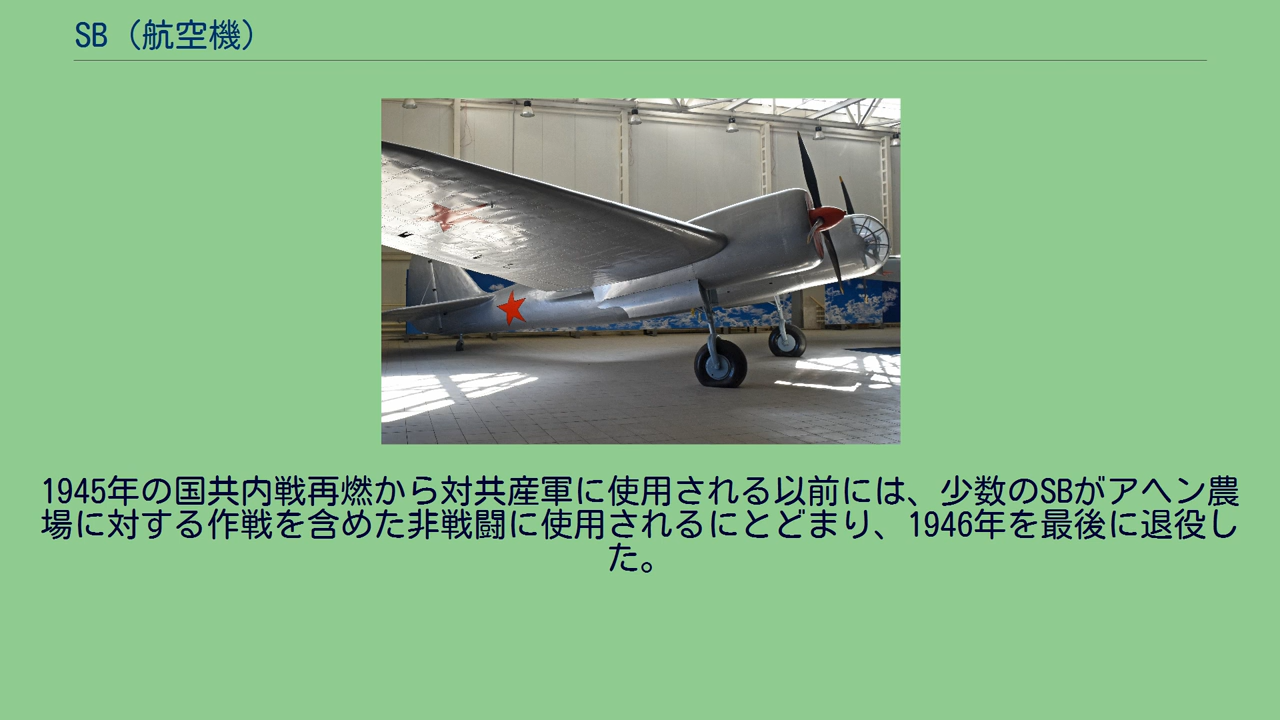 SB（航空機）
1945年の国共内戦再燃から対共産軍に使用される以前には、少数のSBがアヘン農
場に対する作戦を含めた非戦闘に使用されるにとどまり、1946年を最後に退役し
た。